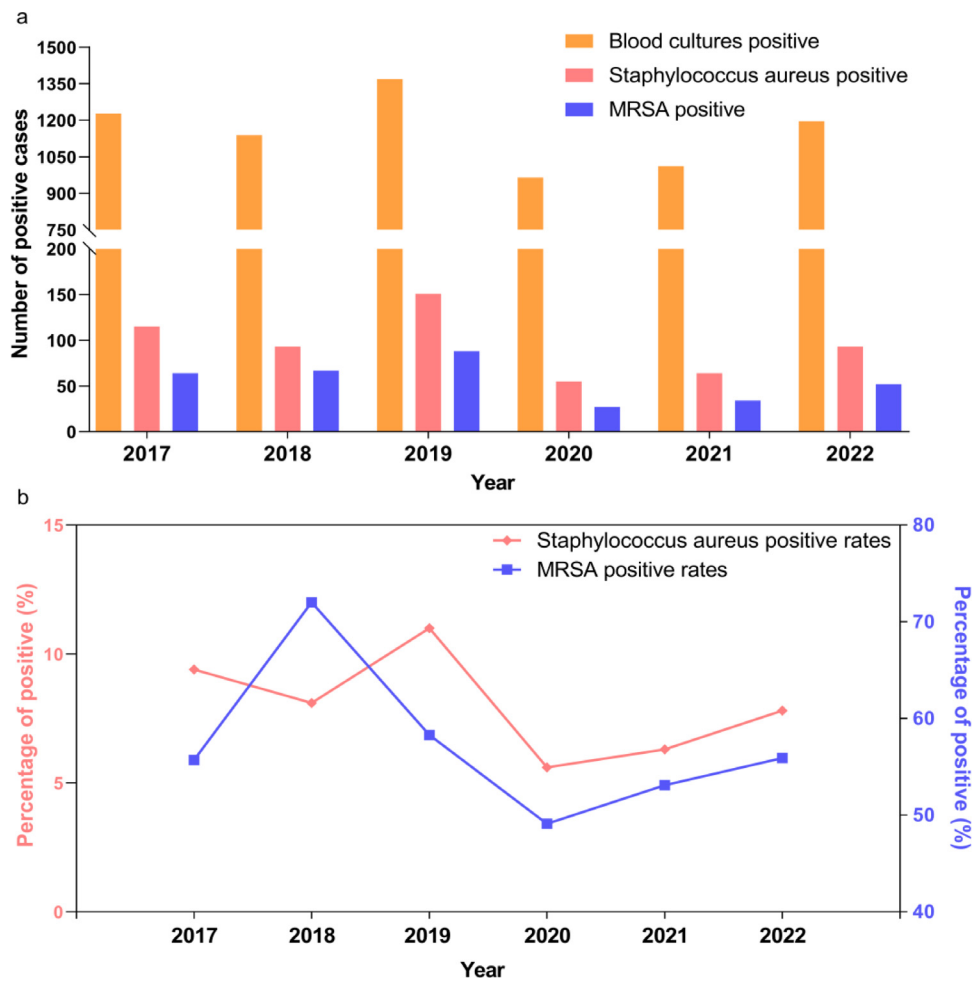 a
Number of positive cases
1500
1350
1200
1050
900
750
200
150
100
50
0
Blood cultures positive
Staphylococcus aureus positive
MRSA positive
2017 2018 2019 2020 2021 2022
Year
b
Percentage of positive (%)
15
10
5
0
Staphylococcus aureus positive rates
MRSA positive rates
80
70
60
50
40
Percentage of positive (%)
2017 2018 2019 2020 2021 2022
Year